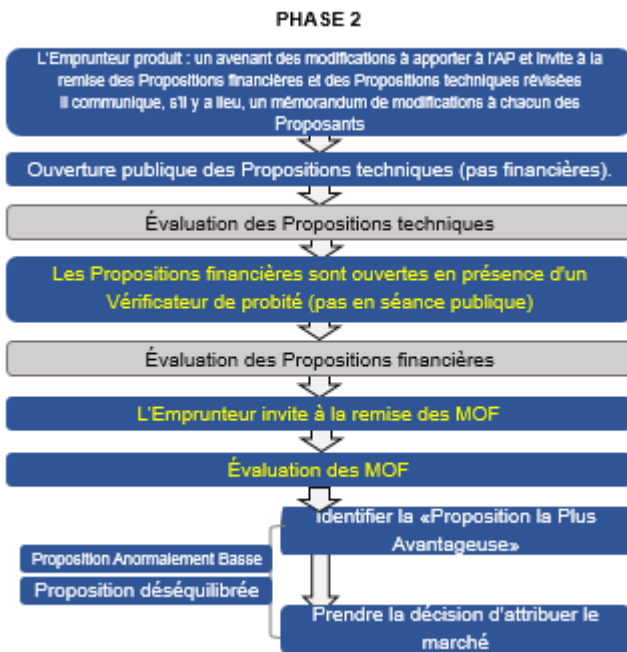 PHASE 2
L'Emprunteur produit : un avenant des modifications à apporter à l'AP et invite à la
remise des Propositions financières et des Propositions techniques révisées
Il communique, s'il y a lieu, un mémorandum de modifications à chacun des
Proposants
Ouverture publique des Propositions techniques (pas financières).
Évaluation des Propositions techniques
Les Propositions financières sont ouvertes en présence d'un
Vérificateur de probité (pas en séance publique)
Évaluation des Propositions financières
L'Emprunteur invite à la remise des MOF
Évaluation des MOF
Identifier la «Proposition la Plus
Avantageuse»
Proposition Anormalement Basse
Proposition déséquilibrée
Prendre la décision d'attribuer le
marché